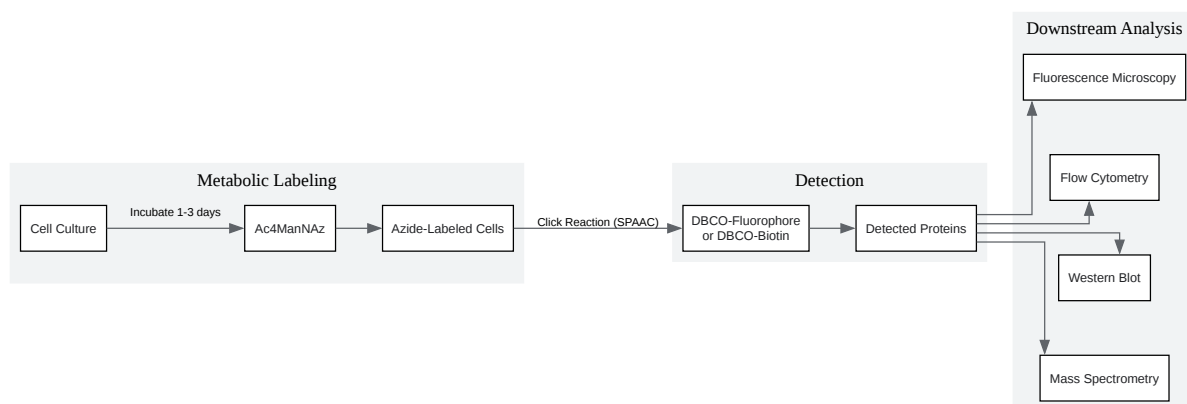 Metabolic Labeling
Cell Culture
Incubate 1-3 days
Ac4ManNAz
Azide-Labeled Cells
Click Reaction (SPAAC)
Detection
DBCO-Fluorophore
or DBCO-Biotin
Detected Proteins
Downstream Analysis
Fluorescence Microscopy
Flow Cytometry
Western Blot
Mass Spectrometry